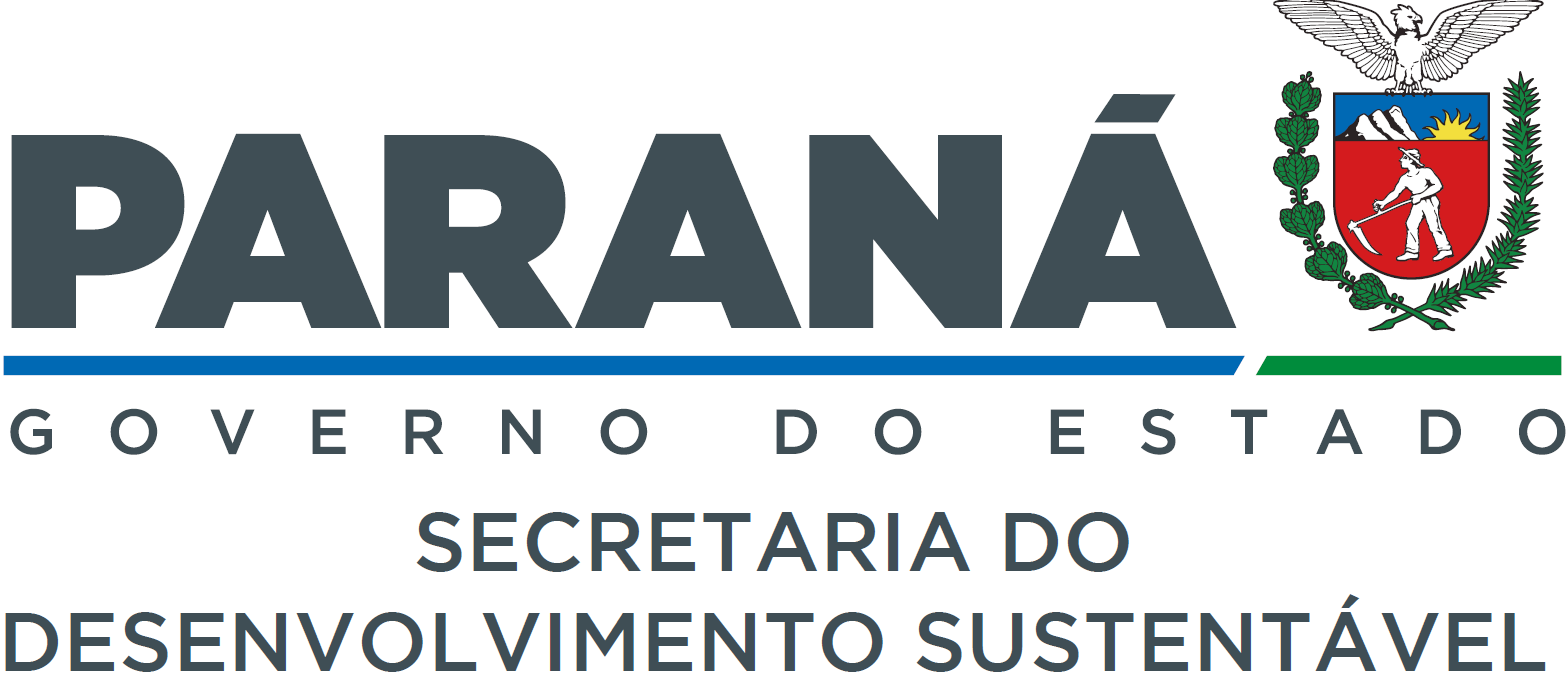 PARANÁ
GOVERNO DO ESTADO
SECRETARIA DO
DESENVOLVIMENTO SUSTENTÁVEL